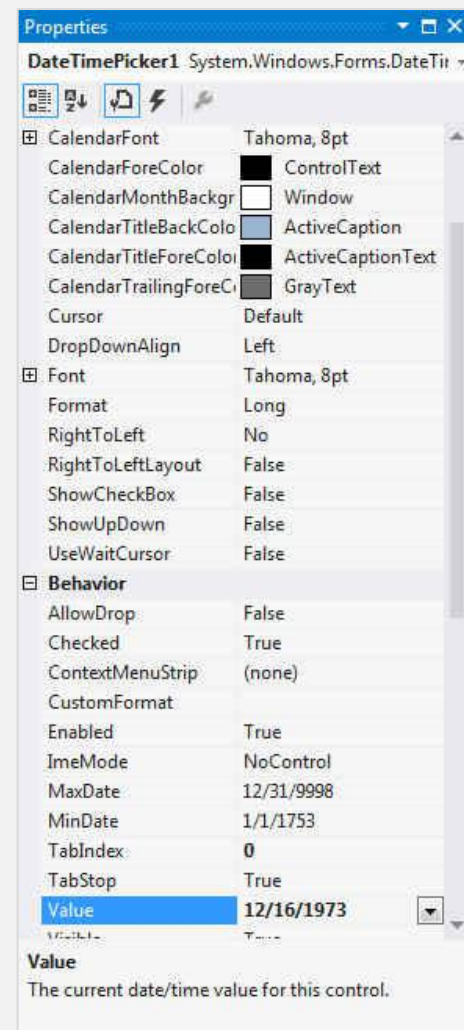 Properties
DateTimePicker1 System.Windows.Forms.DateTi
CalendarFont Tahoma, 8pt
CalendarForeColor ControlText
CalendarMonthBackgr Window
CalendarTitleBackColo ActiveCaption
CalendarTitleForeColo ActiveCaptionText
CalendarTrailingForeC GrayText
Cursor Default
DropDownAlign Left
Font Tahoma, 8pt
Format Long
RightToLeft No
RightToLeftLayout False
ShowCheckBox False
ShowUpDown False
UseWaitCursor False
Behavior
AllowDrop False
Checked True
ContextMenuStrip (none)
CustomFormat
Enabled True
ImeMode NoControl
MaxDate 12/31/9998
MinDate 1/1/1753
TabIndex 0
TabStop True
Value 12/16/1973
Visible True
Value
The current date/time value for this control.